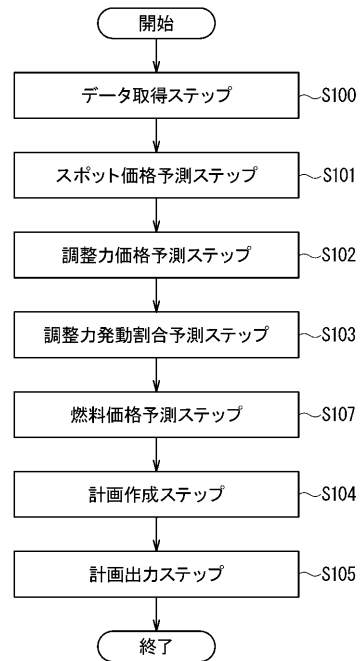 開始
データ取得ステップ S100
スポット価格予測ステップ S101
調整力価格予測ステップ S102
調整力発動割合予測ステップ S103
燃料価格予測ステップ S107
計画作成ステップ S104
計画出力ステップ S105
終了